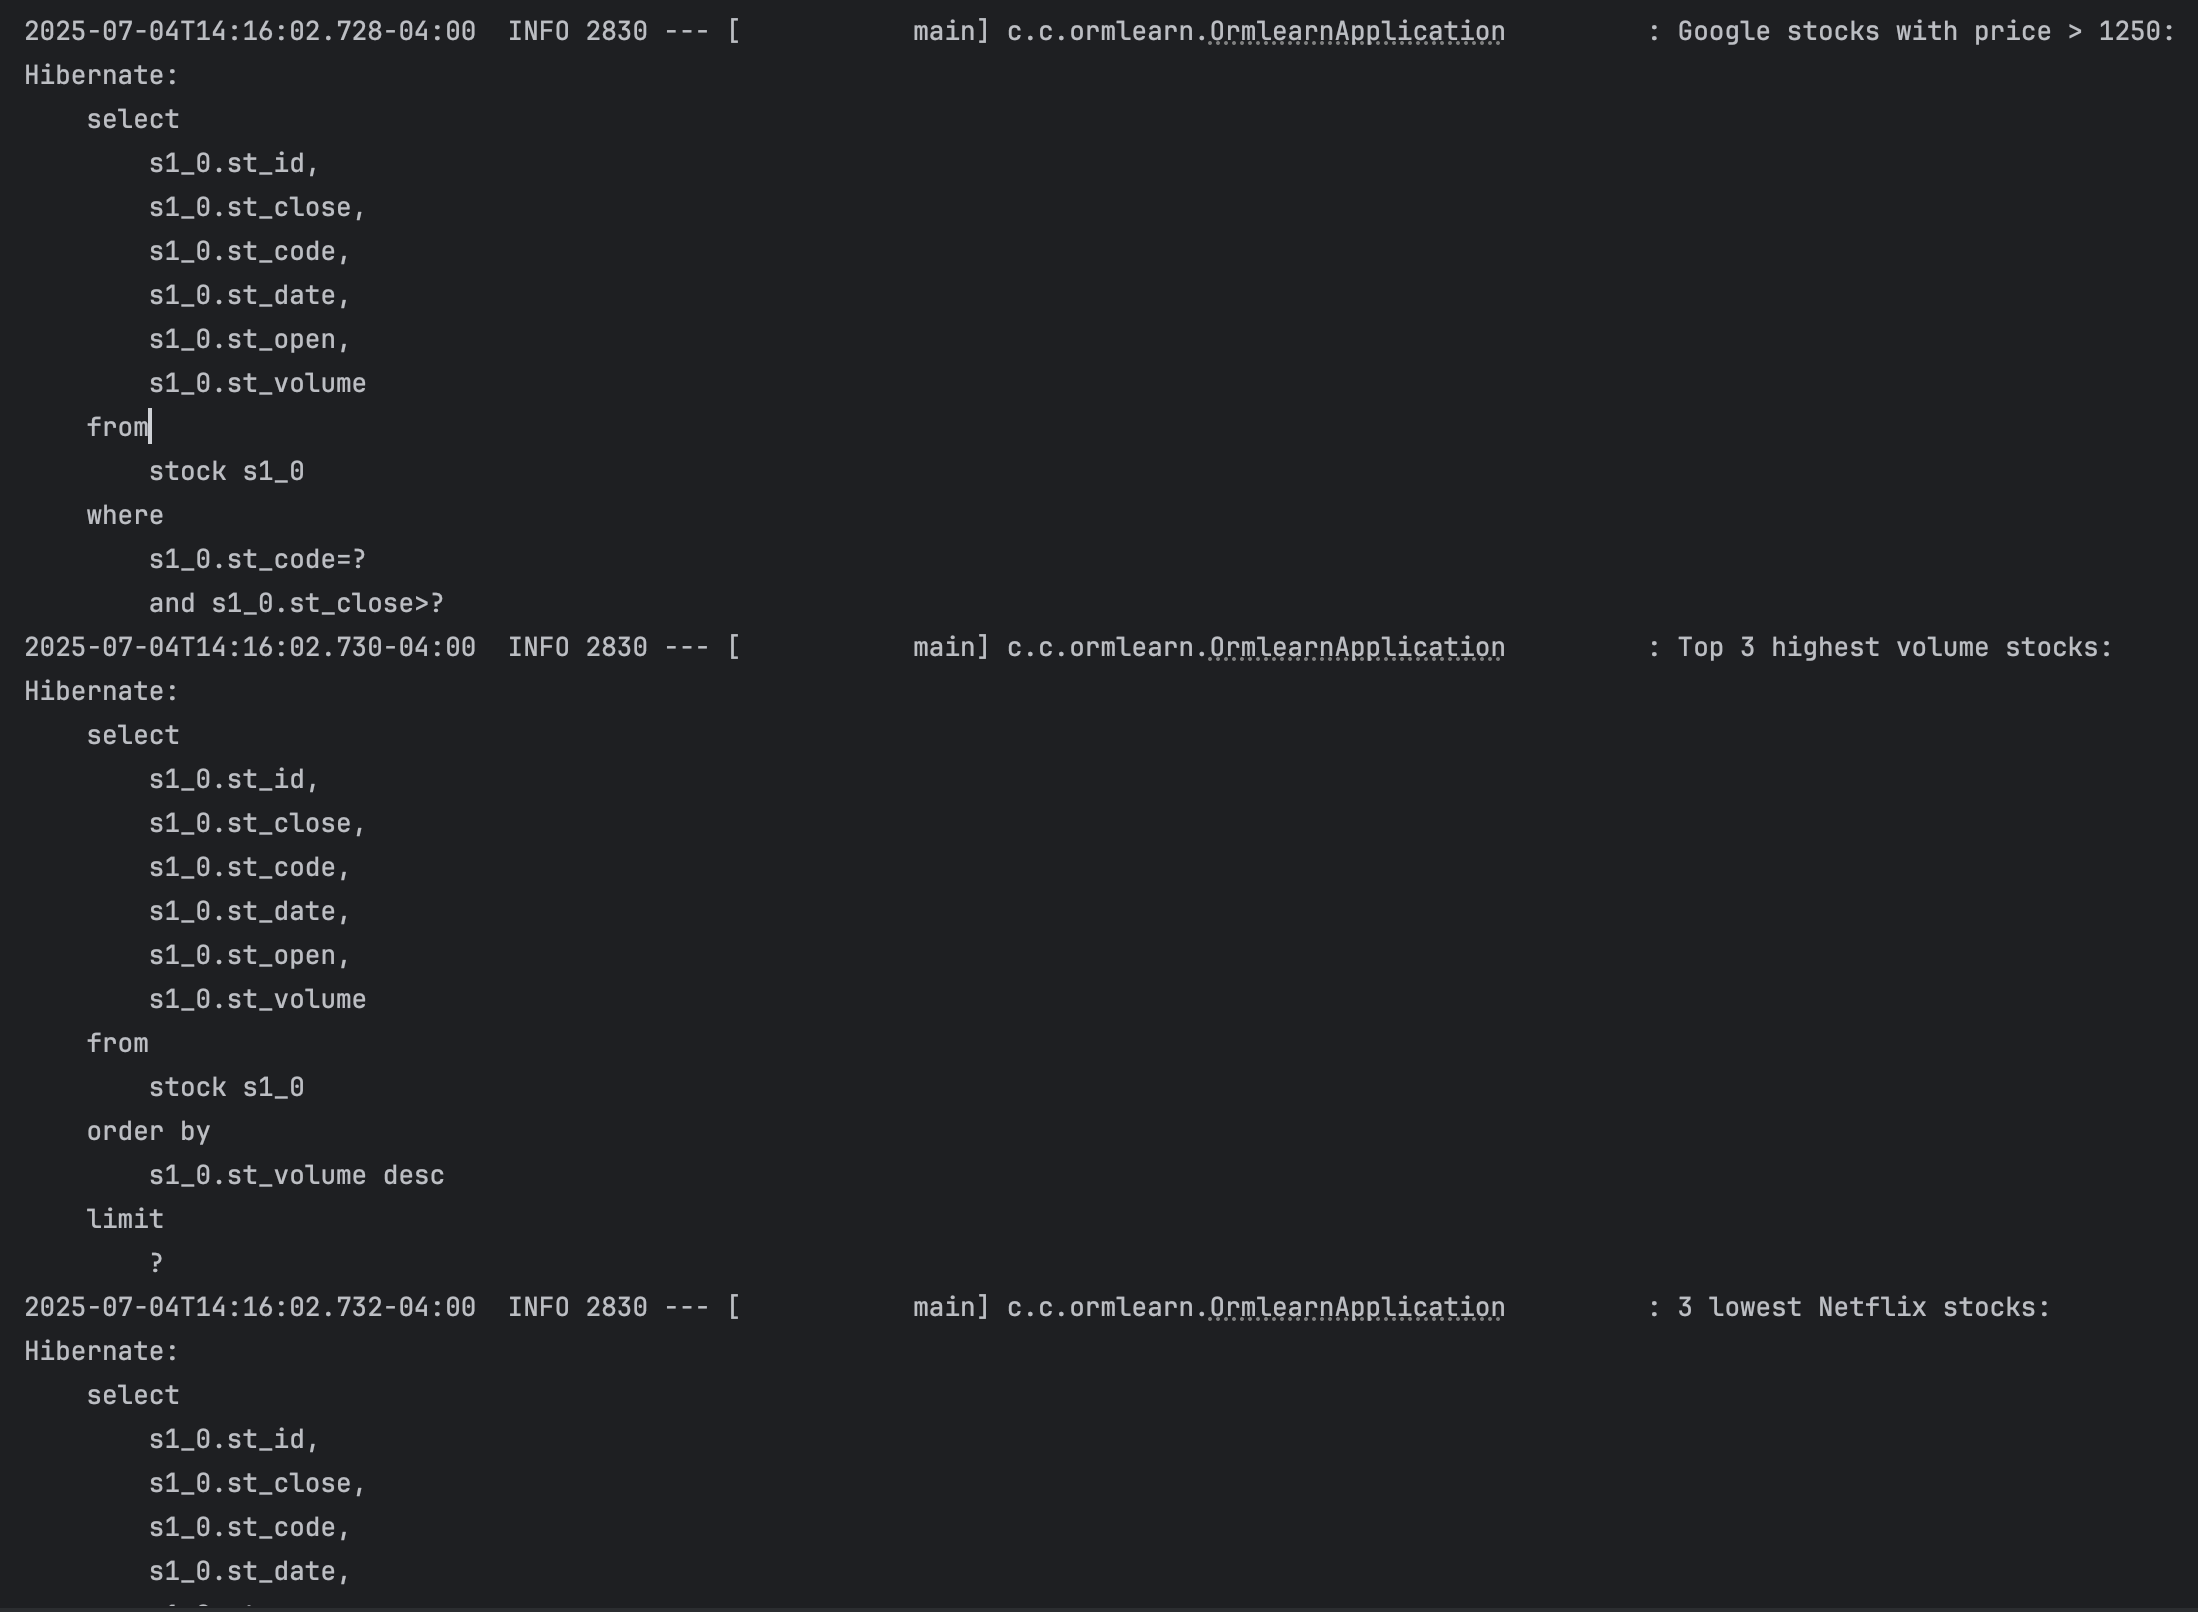 2025-07-04T14:16:02.728-04:00  INFO 2830 --- [           main] c.c.ormlearn.OrmlearnApplication         : Google stocks with price > 1250:
Hibernate:
    select
        s1_0.st_id,
        s1_0.st_close,
        s1_0.st_code,
        s1_0.st_date,
        s1_0.st_open,
        s1_0.st_volume
    from
        stock s1_0
    where
        s1_0.st_code=?
        and s1_0.st_close>?
2025-07-04T14:16:02.730-04:00  INFO 2830 --- [           main] c.c.ormlearn.OrmlearnApplication         : Top 3 highest volume stocks:
Hibernate:
    select
        s1_0.st_id,
        s1_0.st_close,
        s1_0.st_code,
        s1_0.st_date,
        s1_0.st_open,
        s1_0.st_volume
    from
        stock s1_0
    order by
        s1_0.st_volume desc
    limit
        ?
2025-07-04T14:16:02.732-04:00  INFO 2830 --- [           main] c.c.ormlearn.OrmlearnApplication         : 3 lowest Netflix stocks:
Hibernate:
    select
        s1_0.st_id,
        s1_0.st_close,
        s1_0.st_code,
        s1_0.st_date,